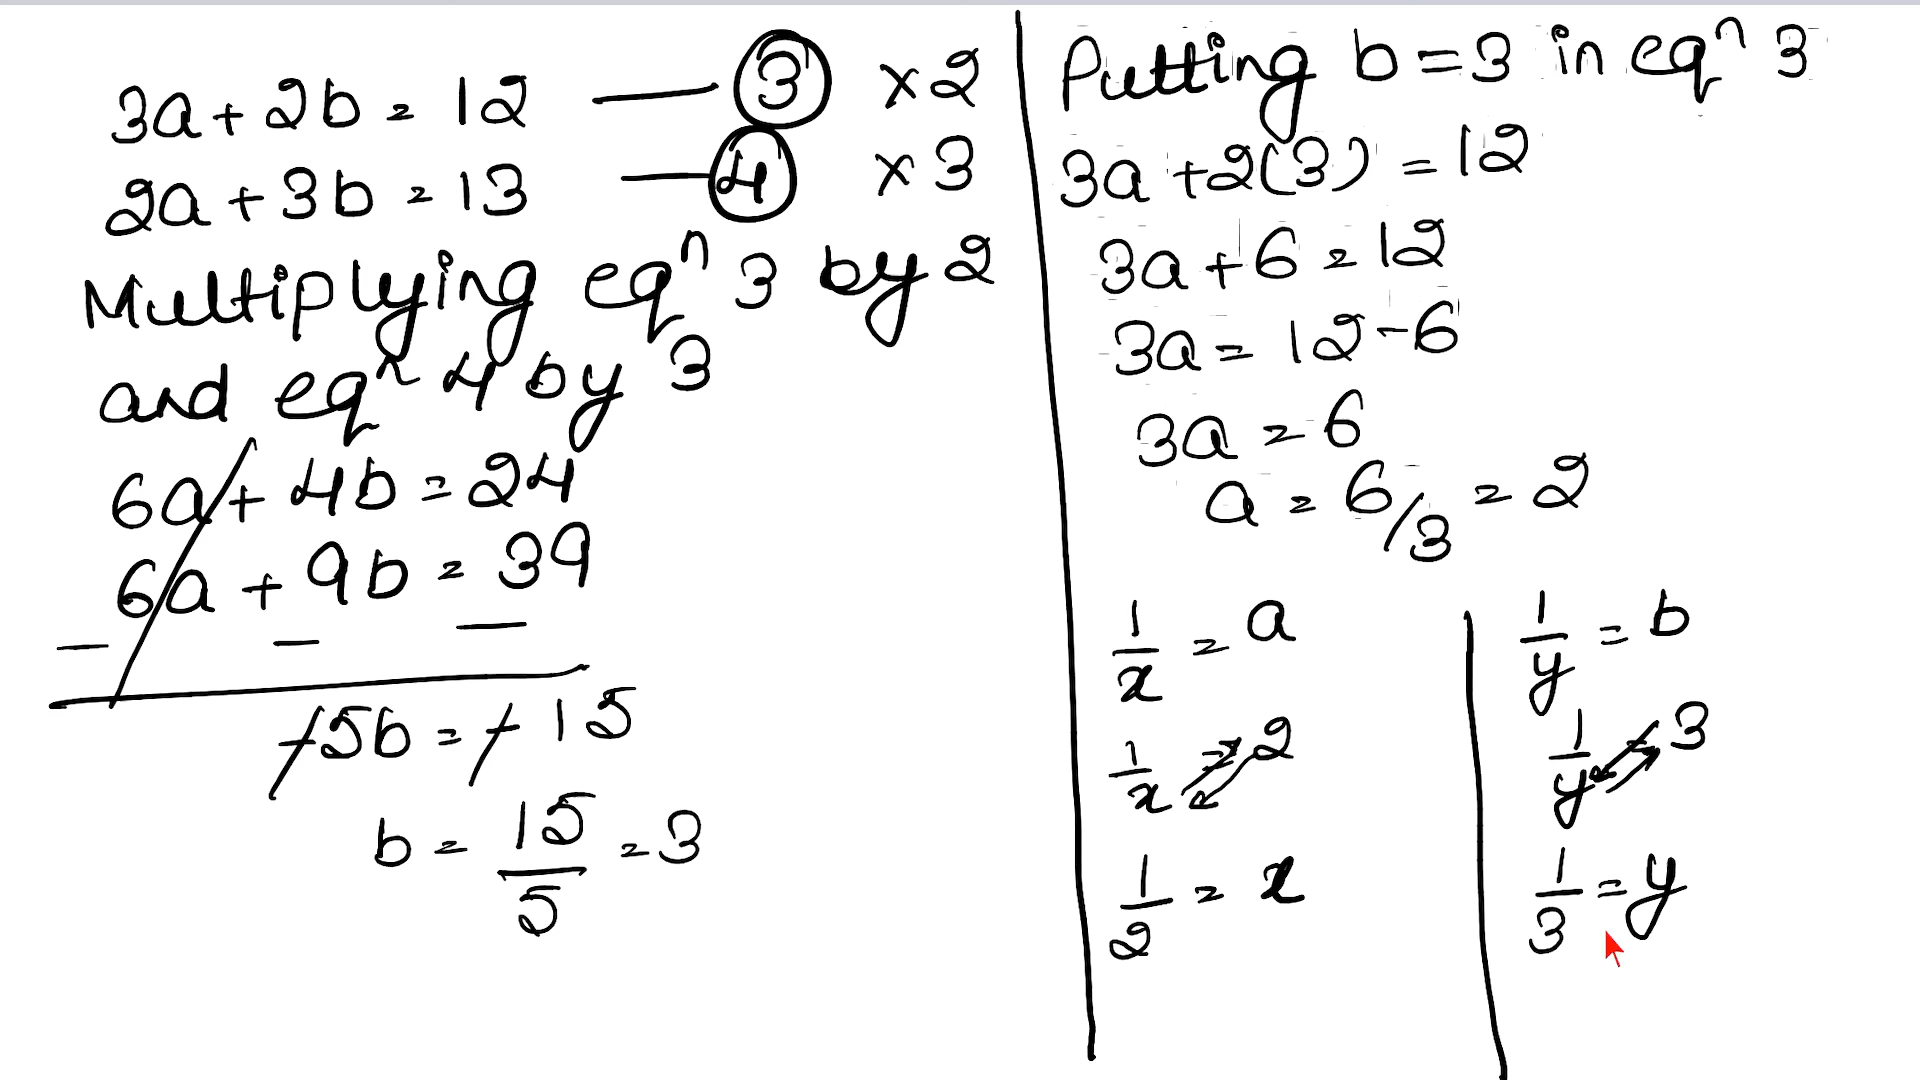 3a + 2b = 12 — ③ × 2
2a + 3b = 13 — ④ × 3
Multiplying eqⁿ 3 by 2
and eqⁿ 4 by 3
6a + 4b = 24
6a + 9b = 39
— — —
-5b = -15
b = 15/5 = 3
Putting b = 3 in eqⁿ 3
3a + 2(3) = 12
3a + 6 = 12
3a = 12 - 6
3a = 6
a = 6/3 = 2
1/x = a
1/x = 2
1/2 = x
1/y = b
1/y = 3
1/3 = y